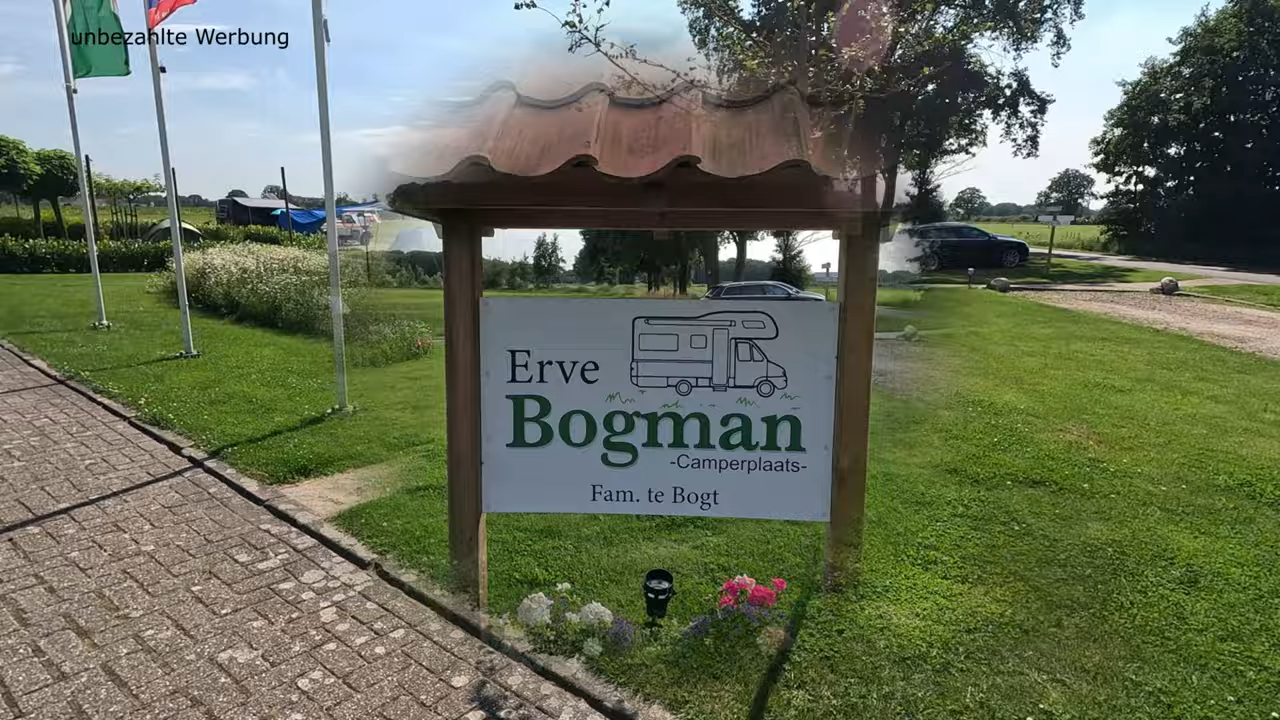 unbezahlte Werbung
Erve
Bogman
-Camperplaats-
Fam. te Bogt